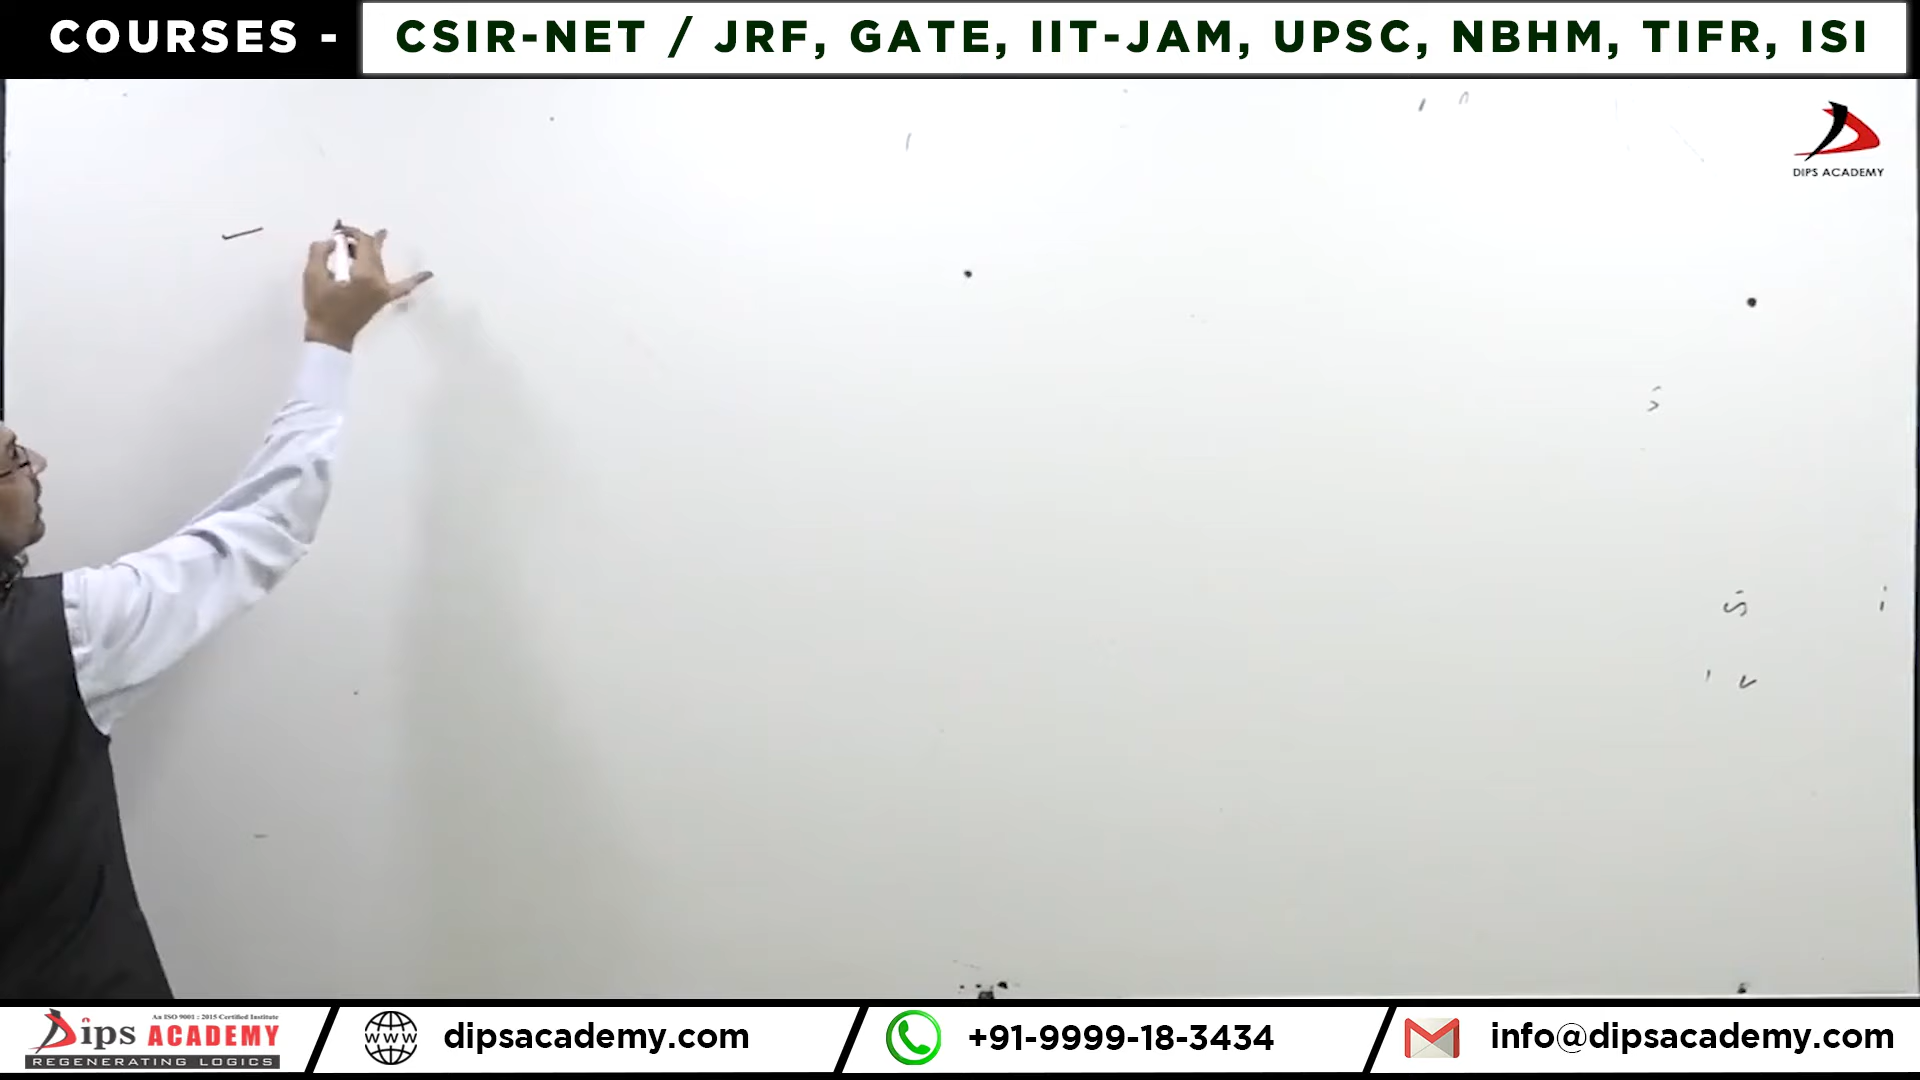 COURSES - CSIR-NET / JRF, GATE, IIT-JAM, UPSC, NBHM, TIFR, ISI
DIPS ACADEMY
An ISO 9001 : 2015 Certified Institute
Dips ACADEMY
REGENERATING LOGICS
WWW
dipsacademy.com
+91-9999-18-3434
info@dipsacademy.com